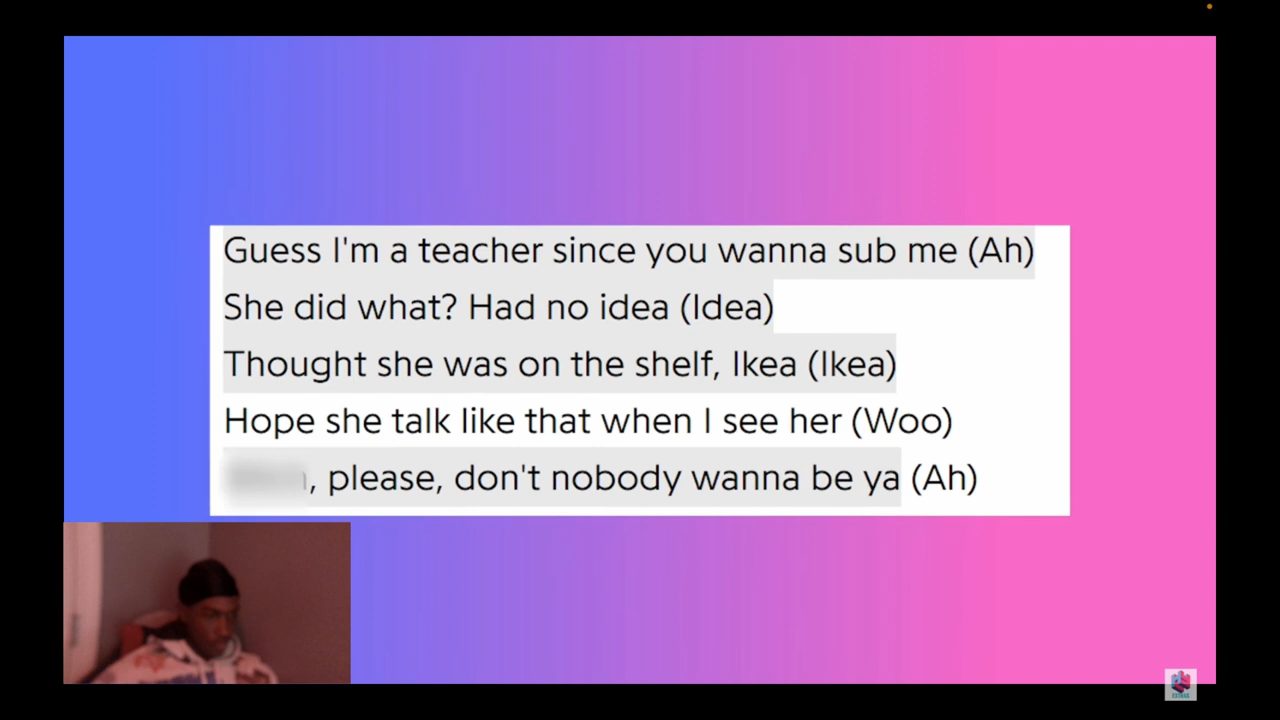 Guess I'm a teacher since you wanna sub me (Ah)
She did what? Had no idea (Idea)
Thought she was on the shelf, Ikea (Ikea)
Hope she talk like that when I see her (Woo)
, please, don't nobody wanna be ya (Ah)